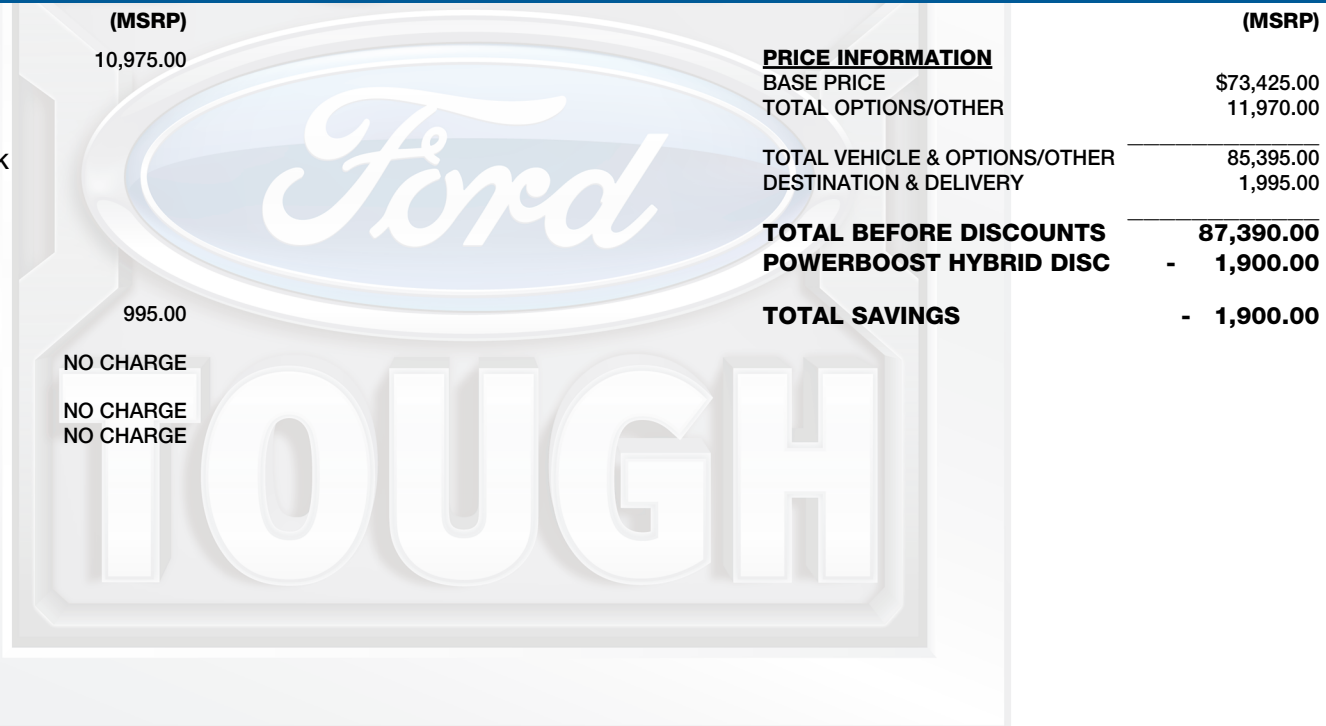 (MSRP)
10,975.00
K
995.00
NO CHARGE
NO CHARGE
NO CHARGE
Ford
TOUGH
(MSRP)
PRICE INFORMATION
BASE PRICE $73,425.00
TOTAL OPTIONS/OTHER 11,970.00
TOTAL VEHICLE & OPTIONS/OTHER 85,395.00
DESTINATION & DELIVERY 1,995.00
TOTAL BEFORE DISCOUNTS 87,390.00
POWERBOOST HYBRID DISC - 1,900.00
TOTAL SAVINGS - 1,900.00